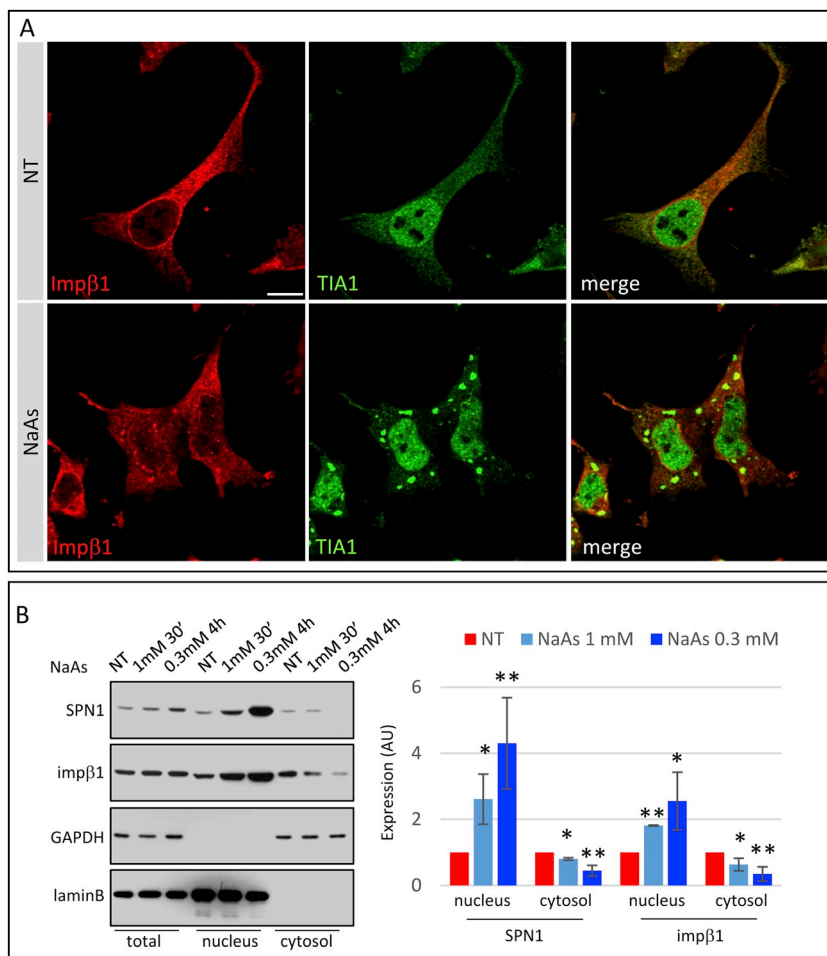 A
NT
Impβ1
TIA1
merge
NaAs
Impβ1
TIA1
merge
B
NaAs
NT
1mM 30′
0.3mM 4h
NT
1mM 30′
0.3mM 4h
NT
1mM 30′
0.3mM 4h
SPN1
impβ1
GAPDH
laminB
total nucleus cytosol
NT NaAs 1 mM NaAs 0.3 mM
Expression (AU)
6
4
2
0
* ** * ** ** * * **
nucleus cytosol nucleus cytosol
SPN1 impβ1